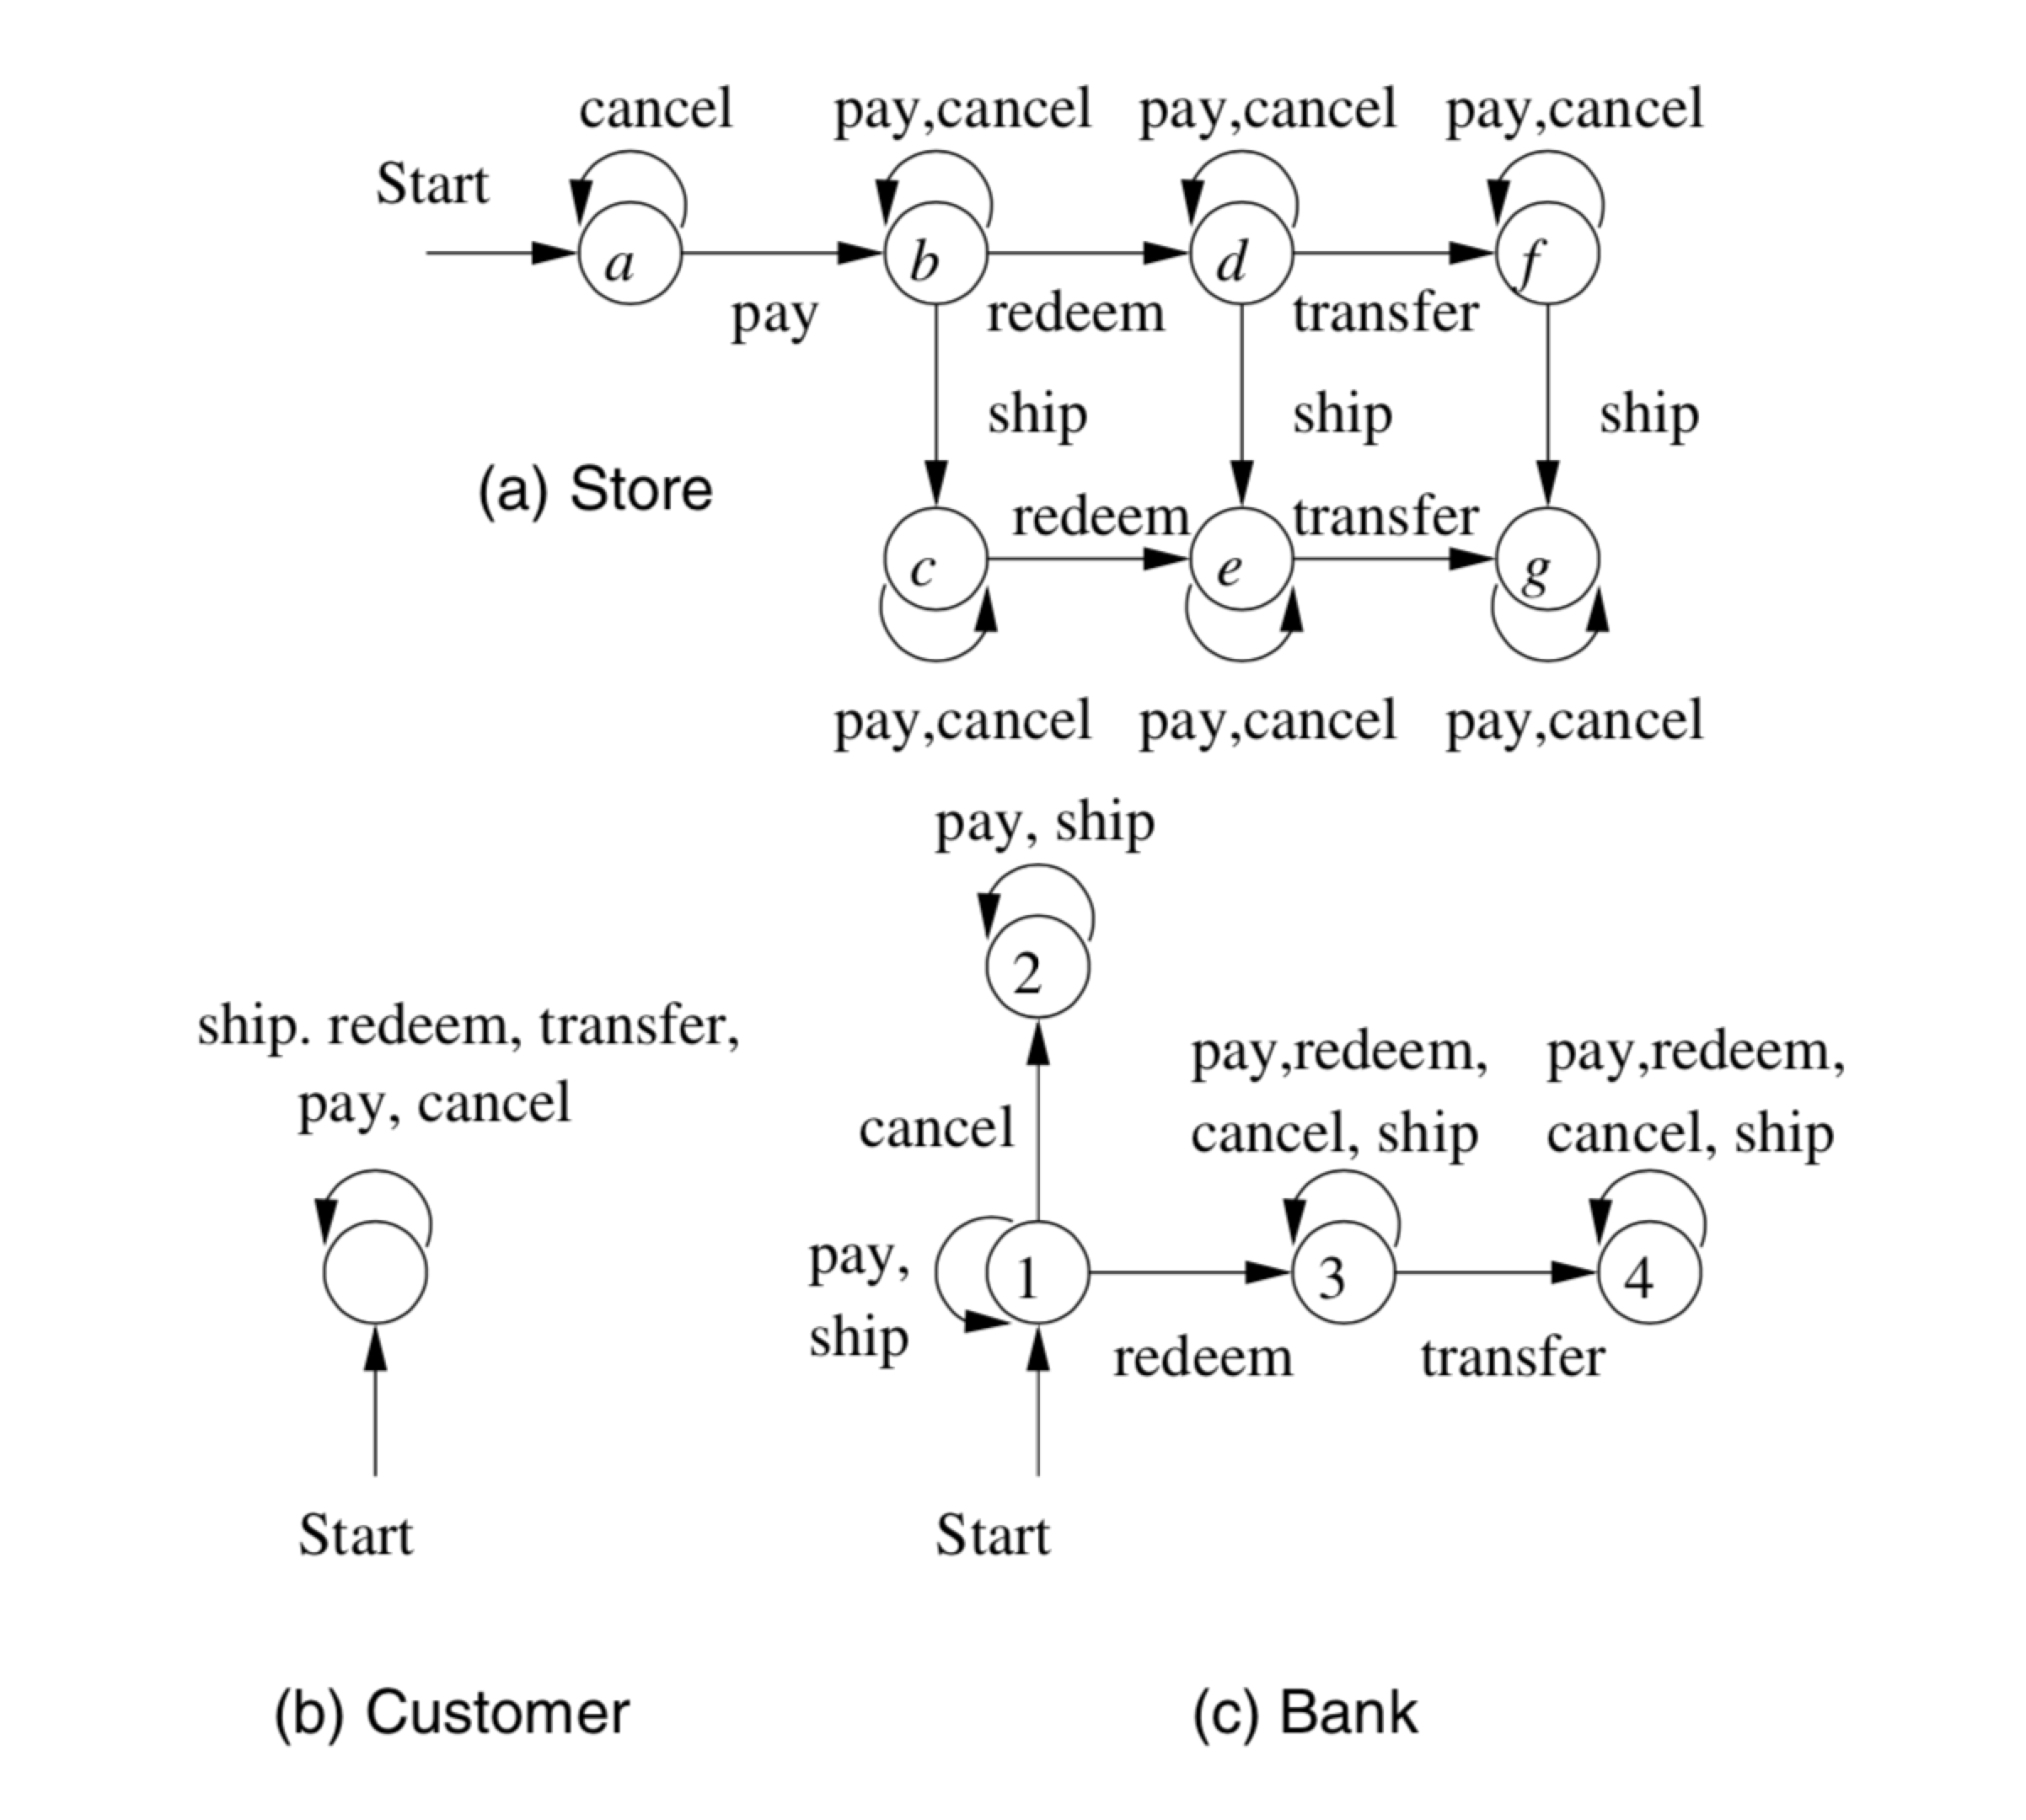 cancel pay,cancel pay,cancel pay,cancel
Start
a b d f
pay redeem transfer
ship ship ship
(a) Store
redeem transfer
c e g
pay,cancel pay,cancel pay,cancel
pay, ship
2
ship. redeem, transfer,
pay, cancel
pay,redeem, pay,redeem,
cancel, ship cancel, ship
cancel
pay,
ship
1 3 4
redeem transfer
Start Start
(b) Customer (c) Bank